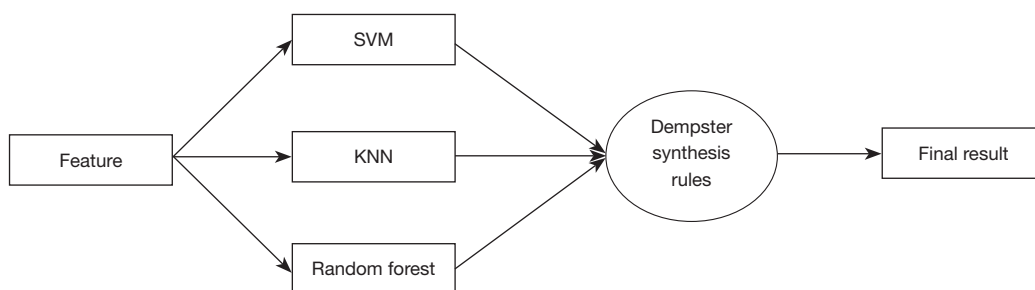 Feature
SVM
KNN
Random forest
Dempster
synthesis
rules
Final result